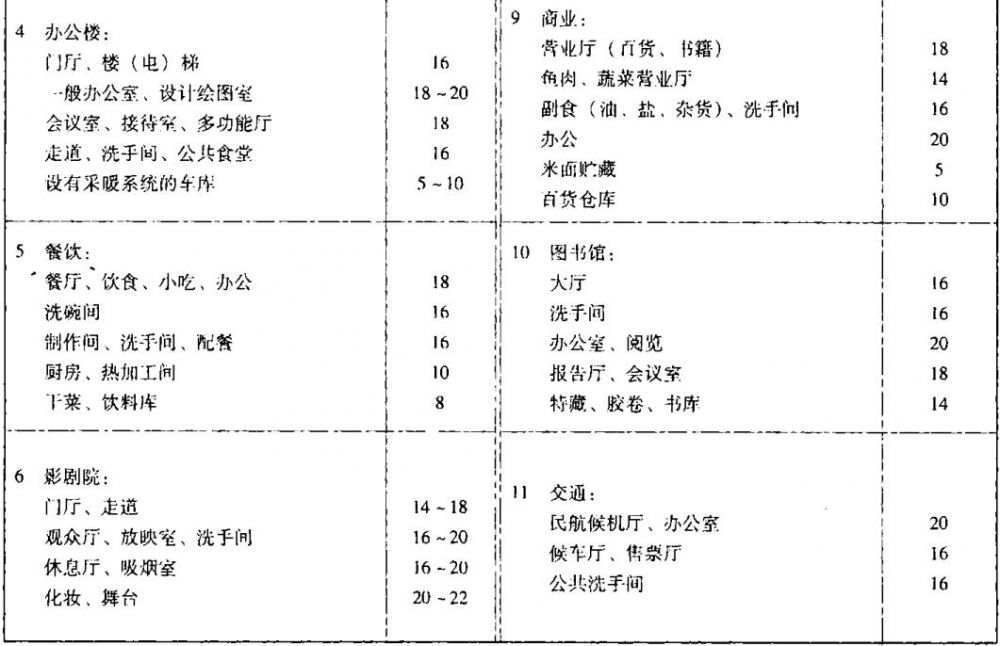 4 办公楼:
门厅、楼(电)梯 16
一般办公室、设计绘图室 18~20
会议室、接待室、多功能厅 18
走道、洗手间、公共食堂 16
设有采暖系统的车库 5~10
5 餐饮:
餐厅、饮食、小吃、办公 18
洗碗间 16
制作间、洗手间、配餐 16
厨房、热加工间 10
干菜、饮料库 8
6 影剧院:
门厅、走道 14~18
观众厅、放映室、洗手间 16~20
休息厅、吸烟室 16~20
化妆、舞台 20~22
9 商业:
营业厅(百货、书籍) 18
鱼肉、蔬菜营业厅 14
副食(油、盐、杂货)、洗手间 16
办公 20
米面贮藏 5
百货仓库 10
10 图书馆:
大厅 16
洗手间 16
办公室、阅览 20
报告厅、会议室 18
特藏、胶卷、书库 14
11 交通:
民航候机厅、办公室 20
候车厅、售票厅 16
公共洗手间 16